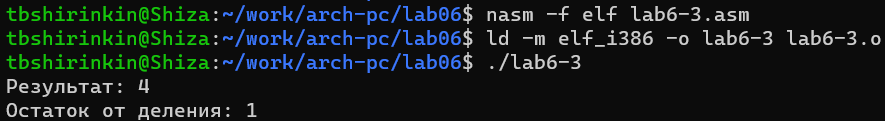 tbshirinkin@Shiza:~/work/arch-pc/lab06$ nasm -f elf lab6-3.asm
tbshirinkin@Shiza:~/work/arch-pc/lab06$ ld -m elf_i386 -o lab6-3 lab6-3.o
tbshirinkin@Shiza:~/work/arch-pc/lab06$ ./lab6-3
Результат: 4
Остаток от деления: 1